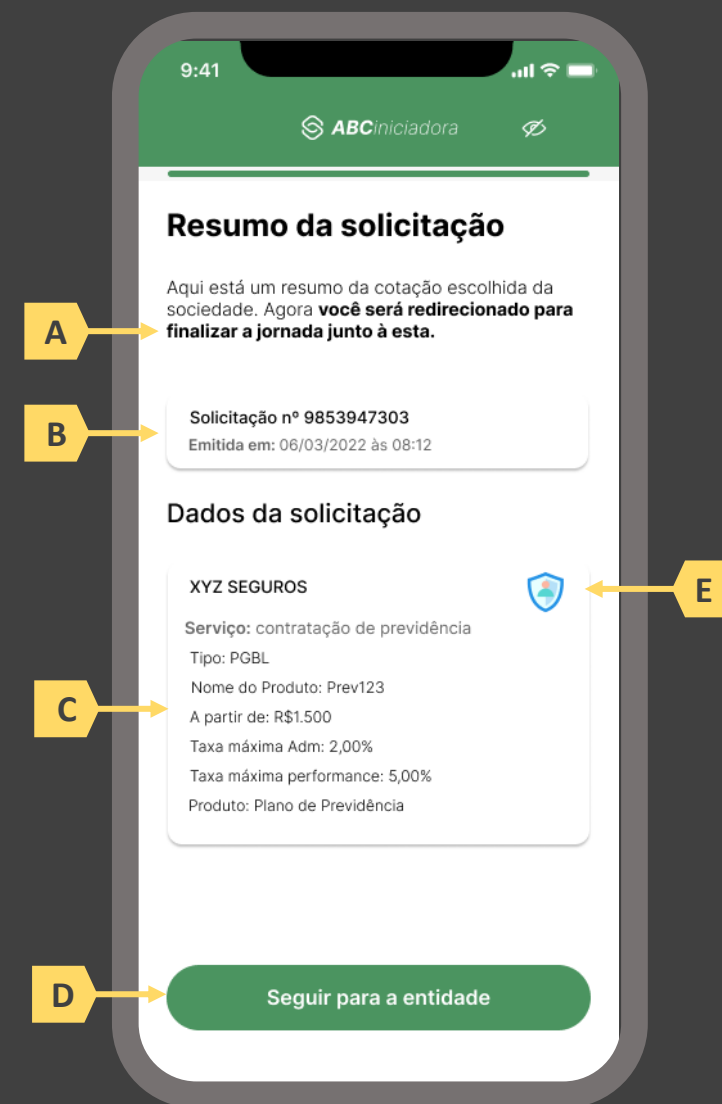 9:41
ABCiniciadora
Resumo da solicitação
Aqui está um resumo da cotação escolhida da
sociedade. Agora você será redirecionado para
finalizar a jornada junto à esta.
A
Solicitação nº 9853947303
Emitida em: 06/03/2022 às 08:12
B
Dados da solicitação
XYZ SEGUROS
E
Serviço: contratação de previdência
Tipo: PGBL
Nome do Produto: Prev123
C
A partir de: R$1.500
Taxa máxima Adm: 2,00%
Taxa máxima performance: 5,00%
Produto: Plano de Previdência
D
Seguir para a entidade